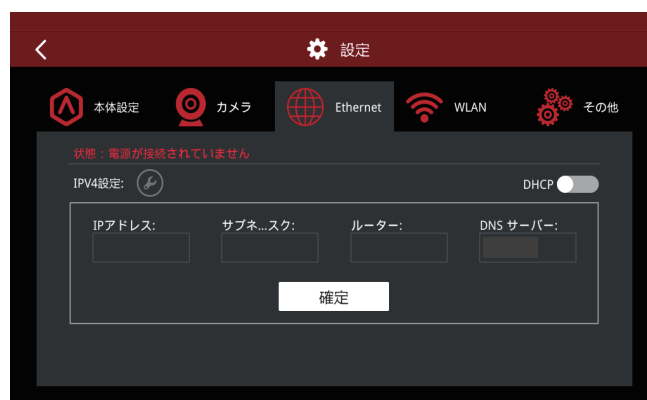 設定
本体設定 カメラ Ethernet WLAN その他
状態：電源が接続されていません
IPV4設定: DHCP
IPアドレス: サブネ...スク: ルーター: DNS サーバー:
確定